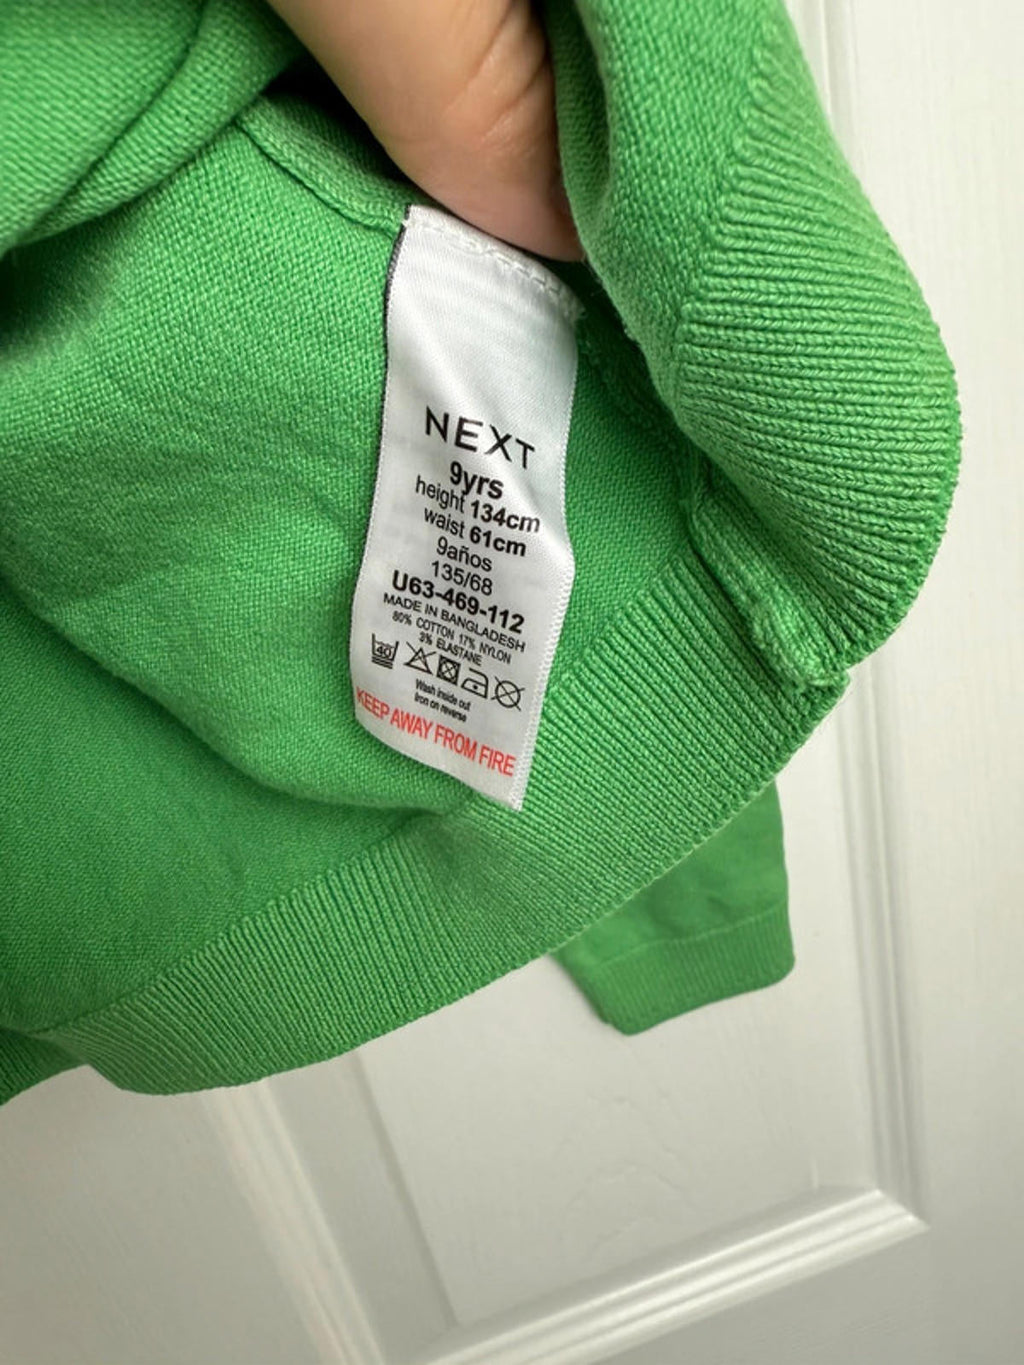 NEXT
9yrs
height 134cm
waist 61cm
9años
135/68
U63-469-112
MADE IN BANGLADESH
80% COTTON 17% NYLON
3% ELASTANE
40
Wash inside out
Iron on reverse
KEEP AWAY FROM FIRE